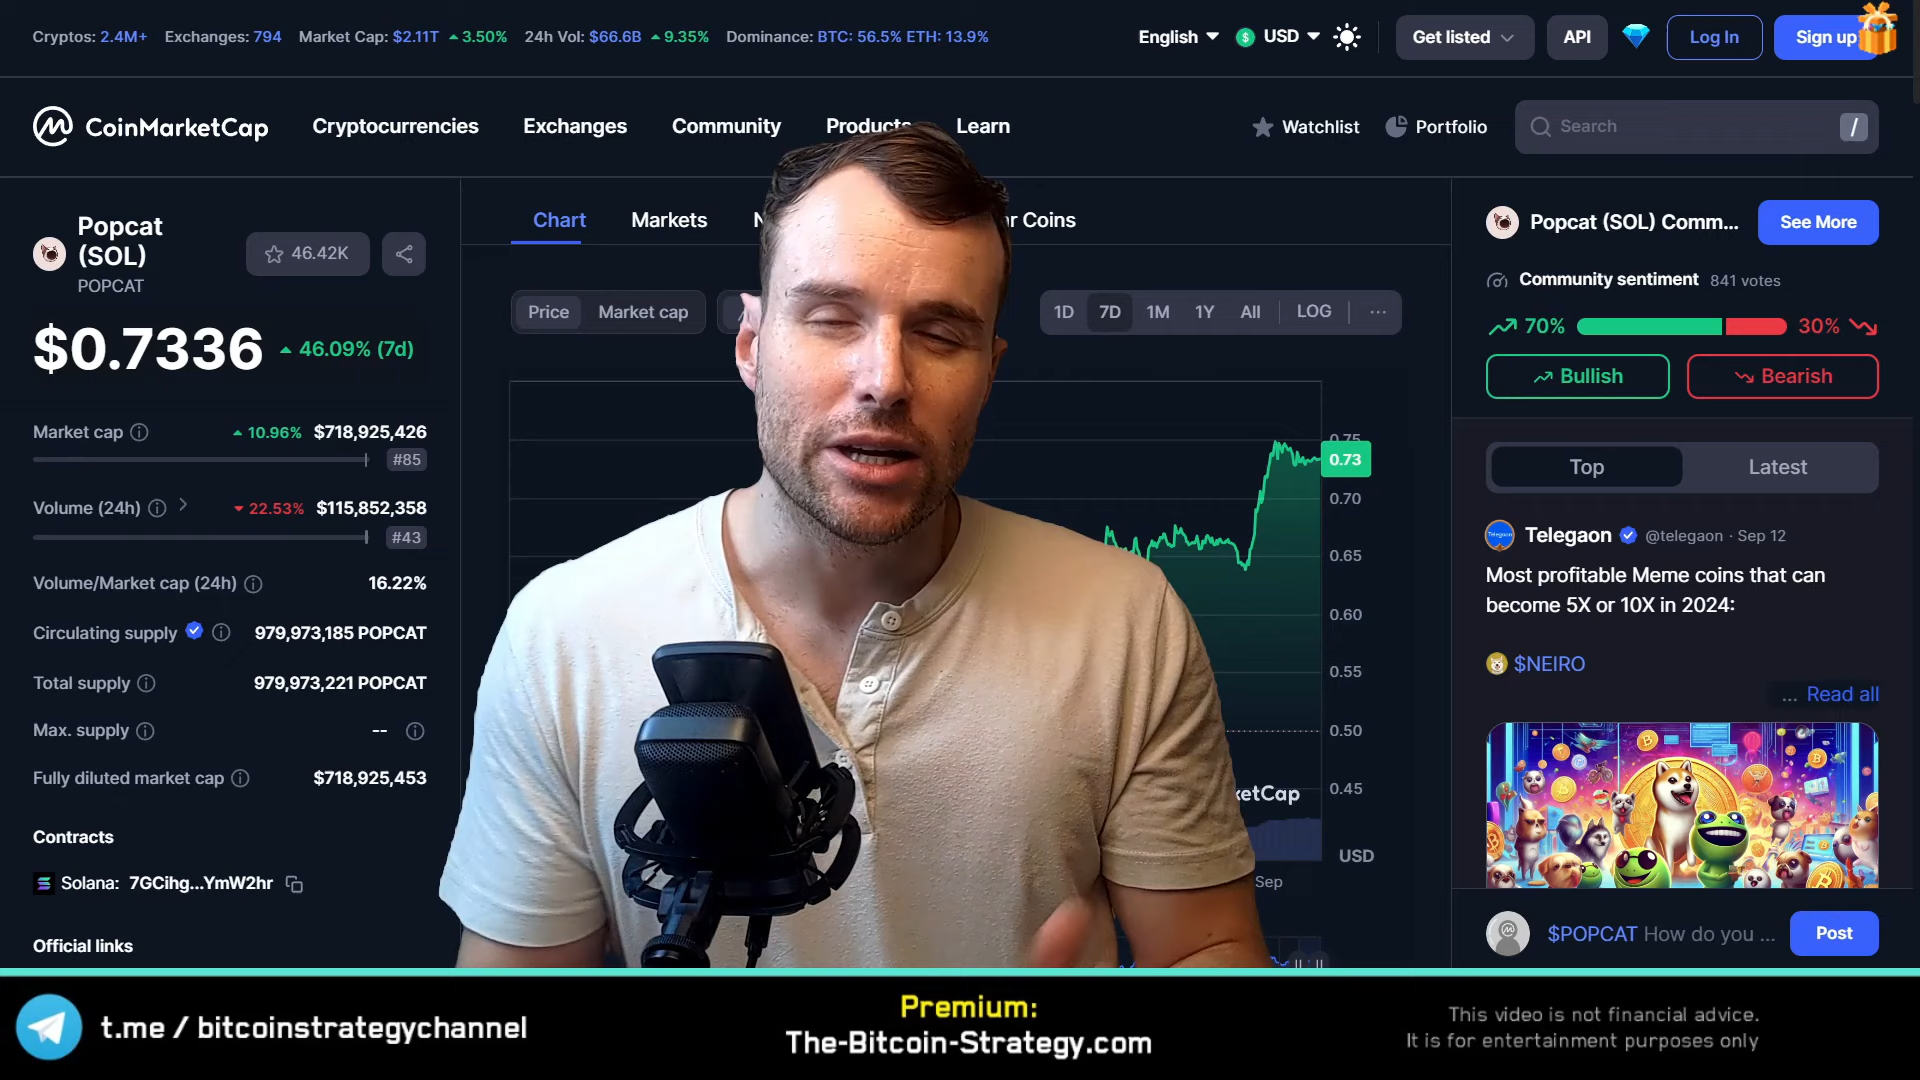 Cryptos: 2.4M+ Exchanges: 794 Market Cap: $2.11T 3.50% 24h Vol: $66.6B 9.35% Dominance: BTC: 56.5% ETH: 13.9%
English USD Get listed API Log In Sign up
CoinMarketCap Cryptocurrencies Exchanges Community Products Learn
Watchlist Portfolio Search /
Popcat
(SOL)
POPCAT
46.42K
$0.7336 46.09% (7d)
Market cap 10.96% $718,925,426
#85
Volume (24h) 22.53% $115,852,358
#43
Volume/Market cap (24h) 16.22%
Circulating supply 979,973,185 POPCAT
Total supply 979,973,221 POPCAT
Max. supply --
Fully diluted market cap $718,925,453
Contracts
Solana: 7GCihg...YmW2hr
Official links
Chart Markets N r Coins
Price Market cap
1D 7D 1M 1Y All LOG ...
0.75
0.73
0.70
0.65
0.60
0.55
0.50
0.45
ketCap
USD
Sep
Popcat (SOL) Comm... See More
Community sentiment 841 votes
70% 30%
Bullish Bearish
Top Latest
Telegaon @telegaon · Sep 12
Most profitable Meme coins that can
become 5X or 10X in 2024:
$NEIRO
... Read all
$POPCAT How do you ... Post
t.me / bitcoinstrategychannel
Premium:
The-Bitcoin-Strategy.com
This video is not financial advice.
It is for entertainment purposes only